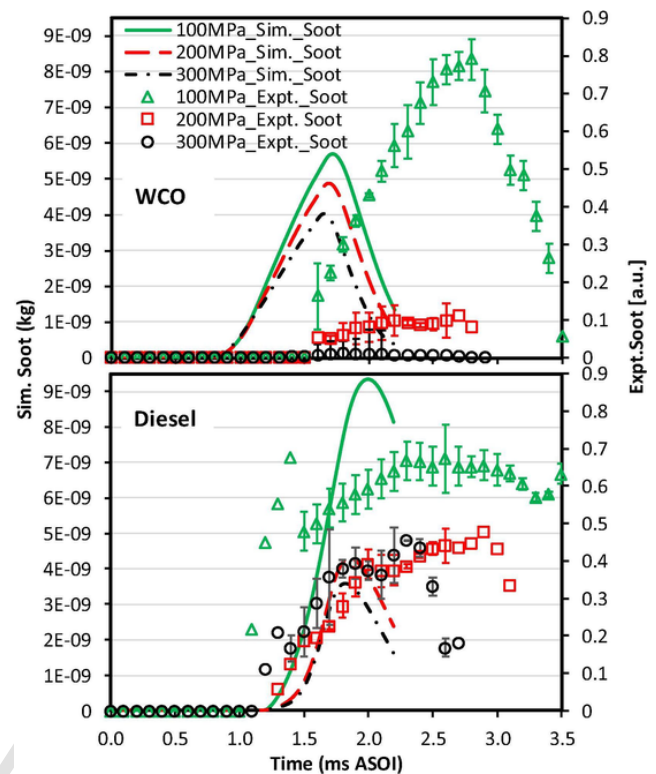 9E-09
8E-09
7E-09
6E-09
5E-09
4E-09
3E-09
2E-09
1E-09
0
100MPa_Sim._Soot
200MPa_Sim._Soot
300MPa_Sim._Soot
100MPa_Expt._Soot
200MPa_Expt. Soot
300MPa_Expt._Soot
WCO
0.9
0.8
0.7
0.6
0.5
0.4
0.3
0.2
0.1
0
Sim. Soot (kg)
Expt.Soot [a.u.]
9E-09
8E-09
7E-09
6E-09
5E-09
4E-09
3E-09
2E-09
1E-09
0
Diesel
0.9
0.8
0.7
0.6
0.5
0.4
0.3
0.2
0.1
0
0.0 0.5 1.0 1.5 2.0 2.5 3.0 3.5
Time (ms ASOI)